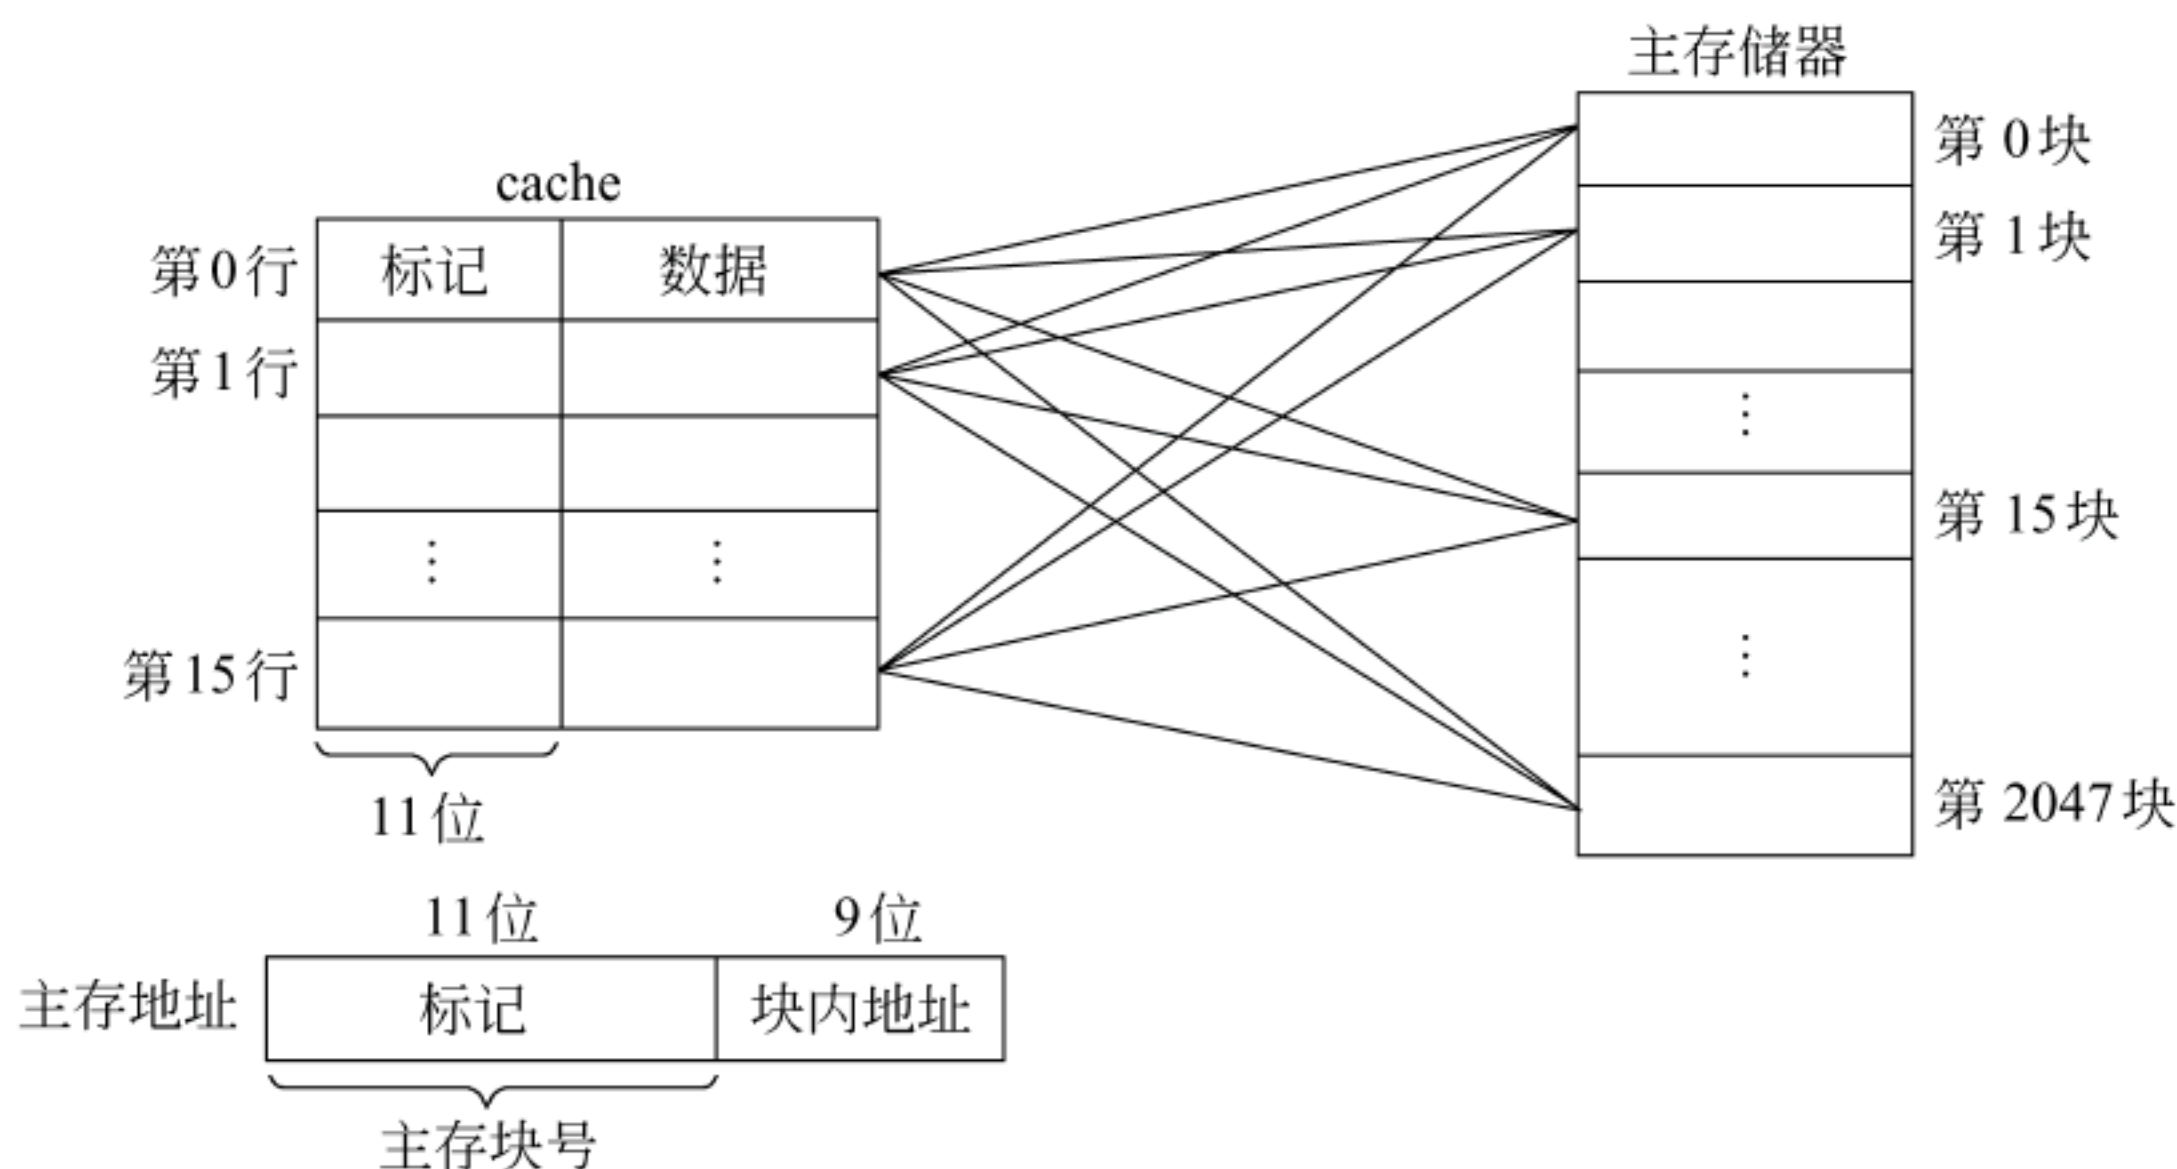 主存储器
第 0 块
第 1 块
cache
第 0 行 标记 数据
第 1 行
⋮
第 15 块
⋮ ⋮
⋮
第 15 行
第 2047 块
11 位
11 位 9 位
主存地址 标记 块内地址
主存块号